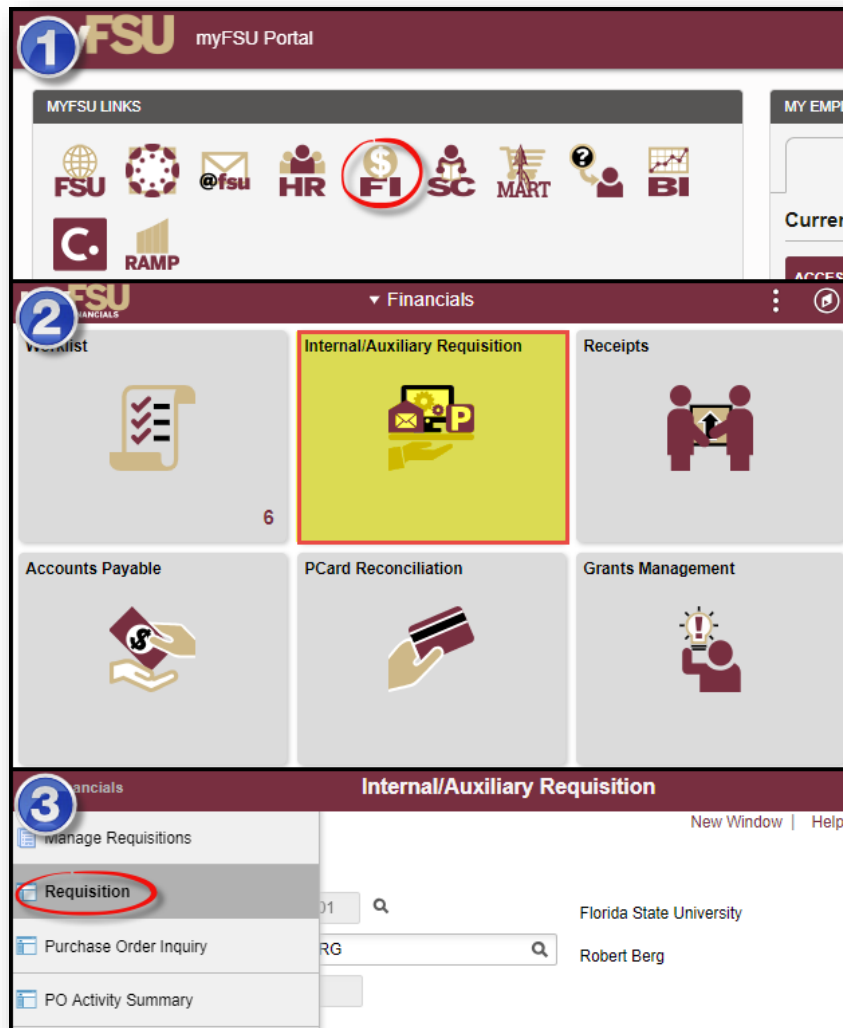 1
FSU
myFSU Portal
MYFSU LINKS
MY EMP
FSU
@fsu
HR
$
FI
SC
MART
?
BI
C.
RAMP
Curren
ACCES
2
FSU
FINANCIALS
Financials
Worklist
6
Internal/Auxiliary Requisition
P
Receipts
Accounts Payable
$
PCard Reconciliation
Grants Management
!
3
ancials
Internal/Auxiliary Requisition
New Window | Help
Manage Requisitions
Requisition
01
Florida State University
Purchase Order Inquiry
RG
Robert Berg
PO Activity Summary